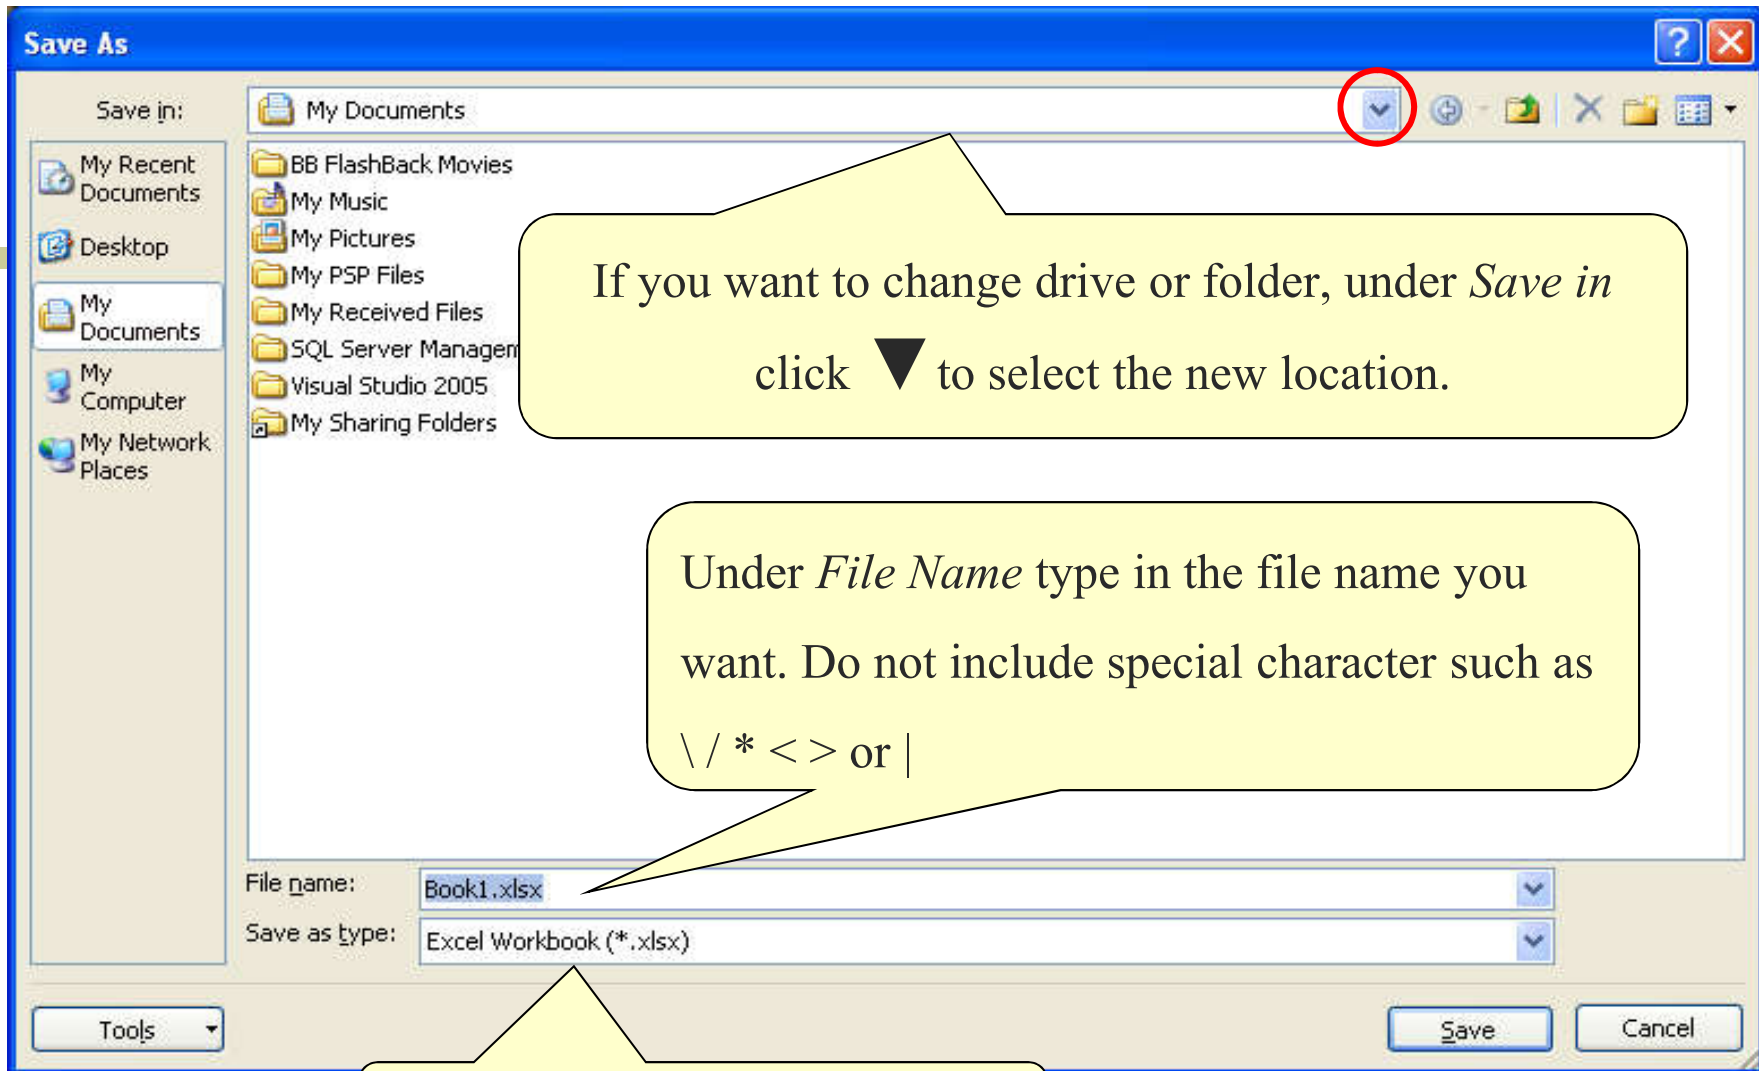 Save As
Save in:
My Documents
My Recent
Documents
Desktop
My
Documents
My
Computer
My Network
Places
BB FlashBack Movies
My Music
My Pictures
My PSP Files
My Received Files
SQL Server Managem
Visual Studio 2005
My Sharing Folders
If you want to change drive or folder, under Save in
click ▼ to select the new location.
Under File Name type in the file name you
want. Do not include special character such as
\ / * < > or |
File name:
Book1.xlsx
Save as type:
Excel Workbook (*.xlsx)
Tools
Save
Cancel